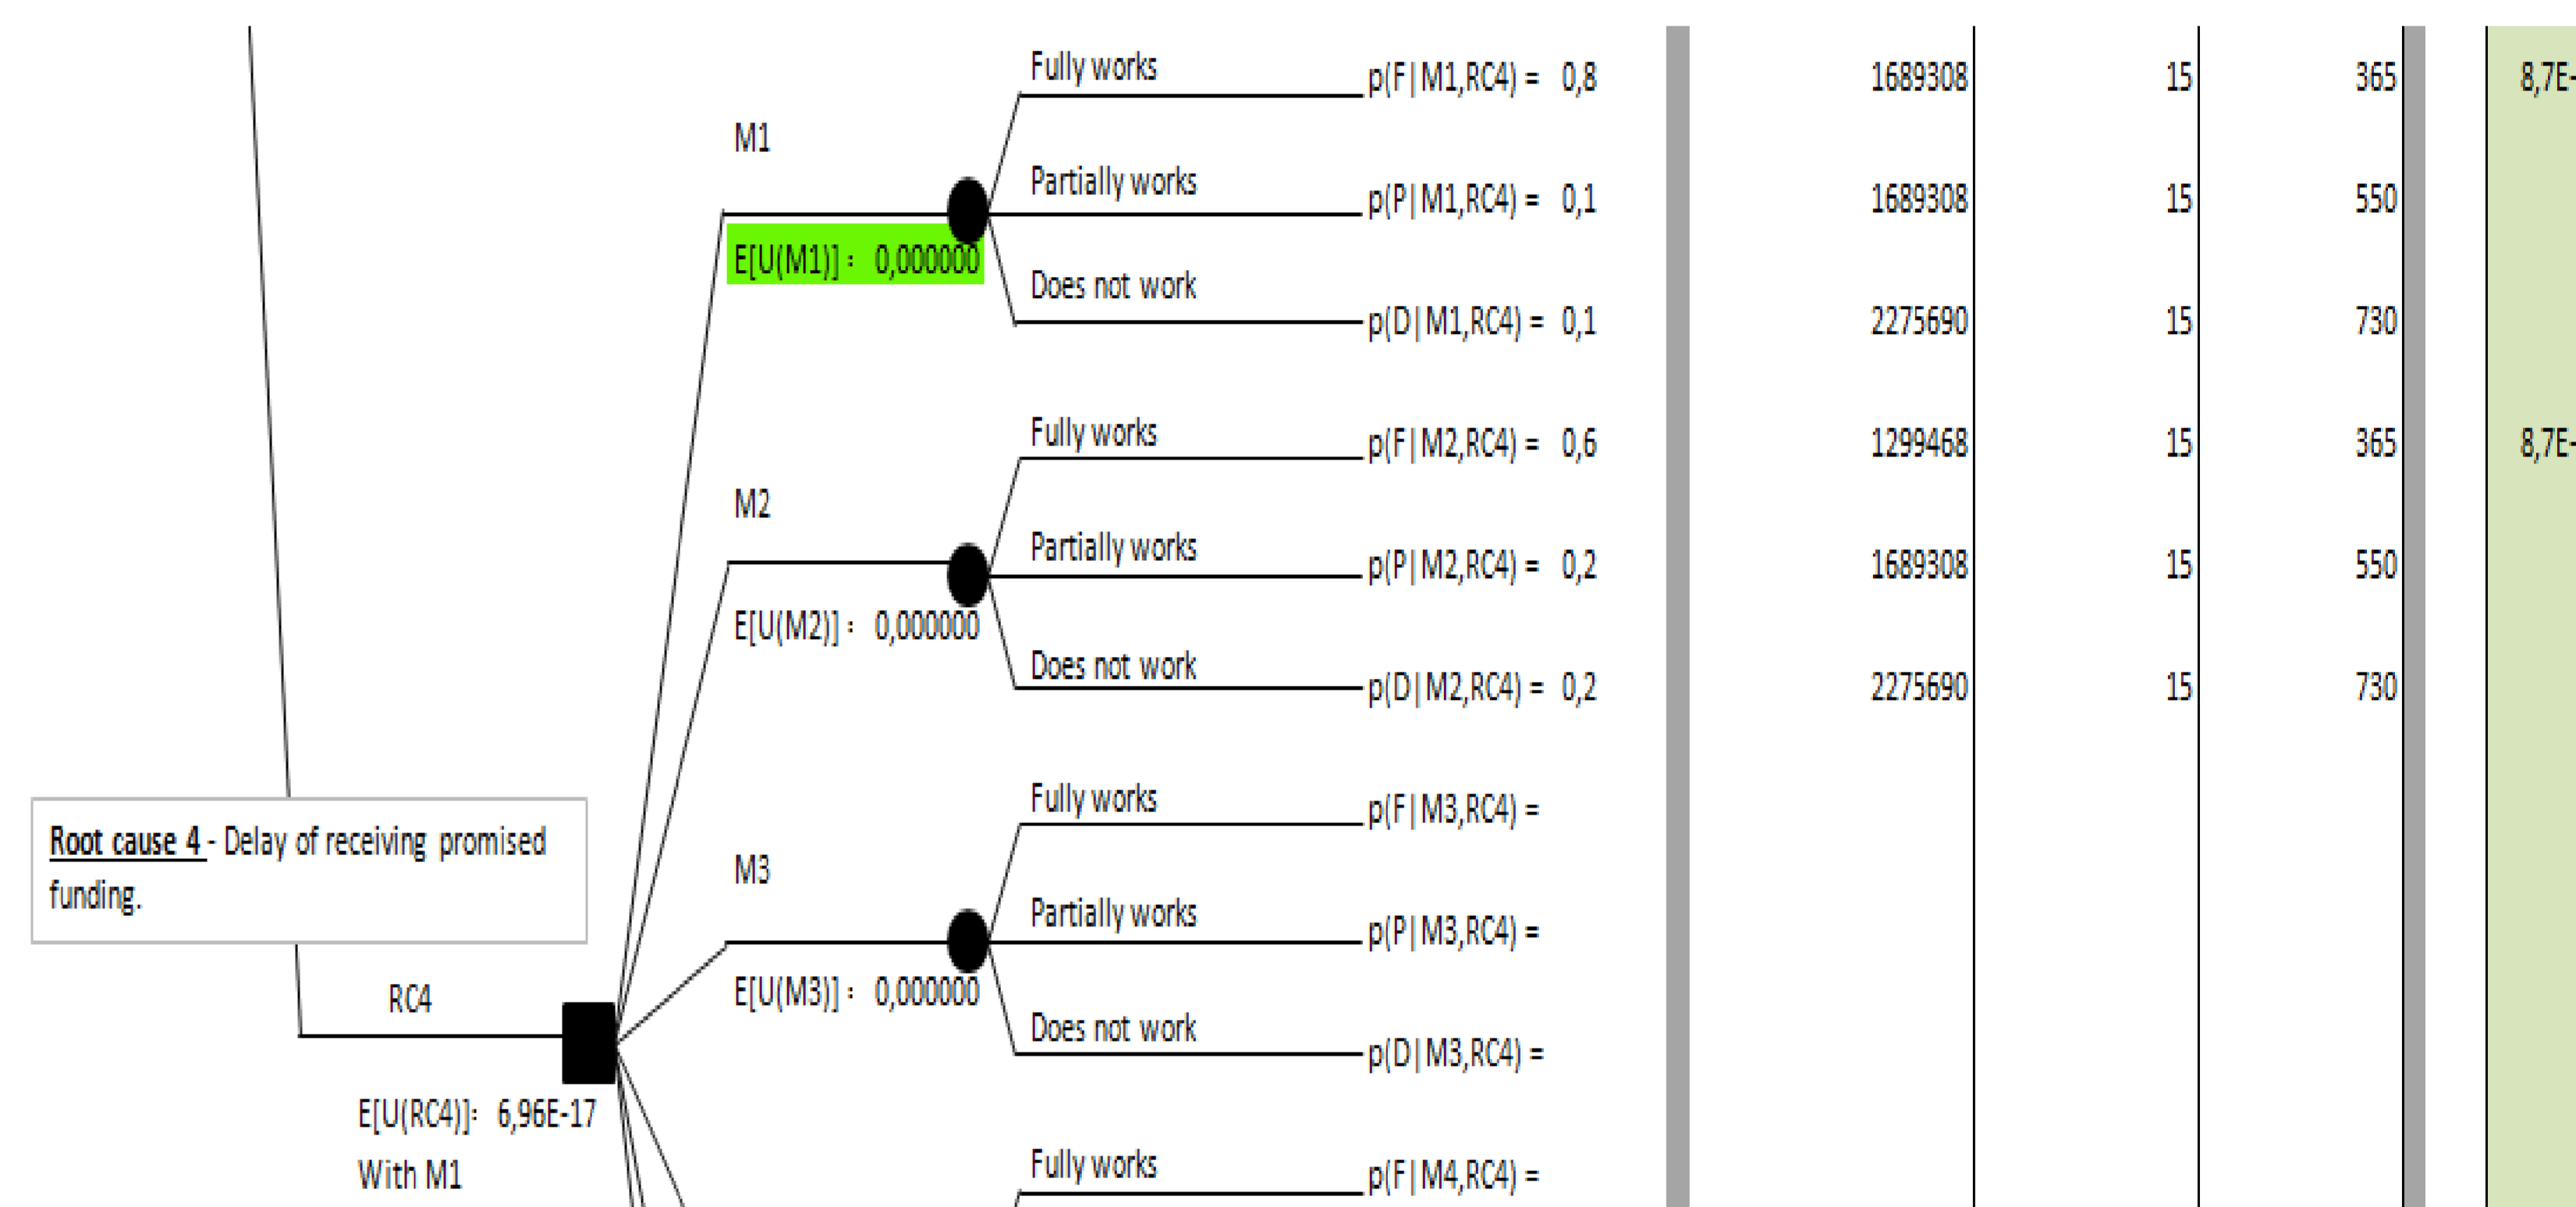 Fully works p(F|M1,RC4) = 0,8 1689308 15 365 8,7E-
M1
Partially works p(P|M1,RC4) = 0,1 1689308 15 550
E[U(M1)] : 0,000000
Does not work p(D|M1,RC4) = 0,1 2275690 15 730
Fully works p(F|M2,RC4) = 0,6 1299468 15 365 8,7E-
M2
Partially works p(P|M2,RC4) = 0,2 1689308 15 550
E[U(M2)] : 0,000000
Does not work p(D|M2,RC4) = 0,2 2275690 15 730
Fully works p(F|M3,RC4) =
Root cause 4 - Delay of receiving promised
funding.
M3
Partially works p(P|M3,RC4) =
RC4
E[U(M3)] : 0,000000
Does not work p(D|M3,RC4) =
E[U(RC4)]: 6,96E-17
With M1
Fully works p(F|M4,RC4) =